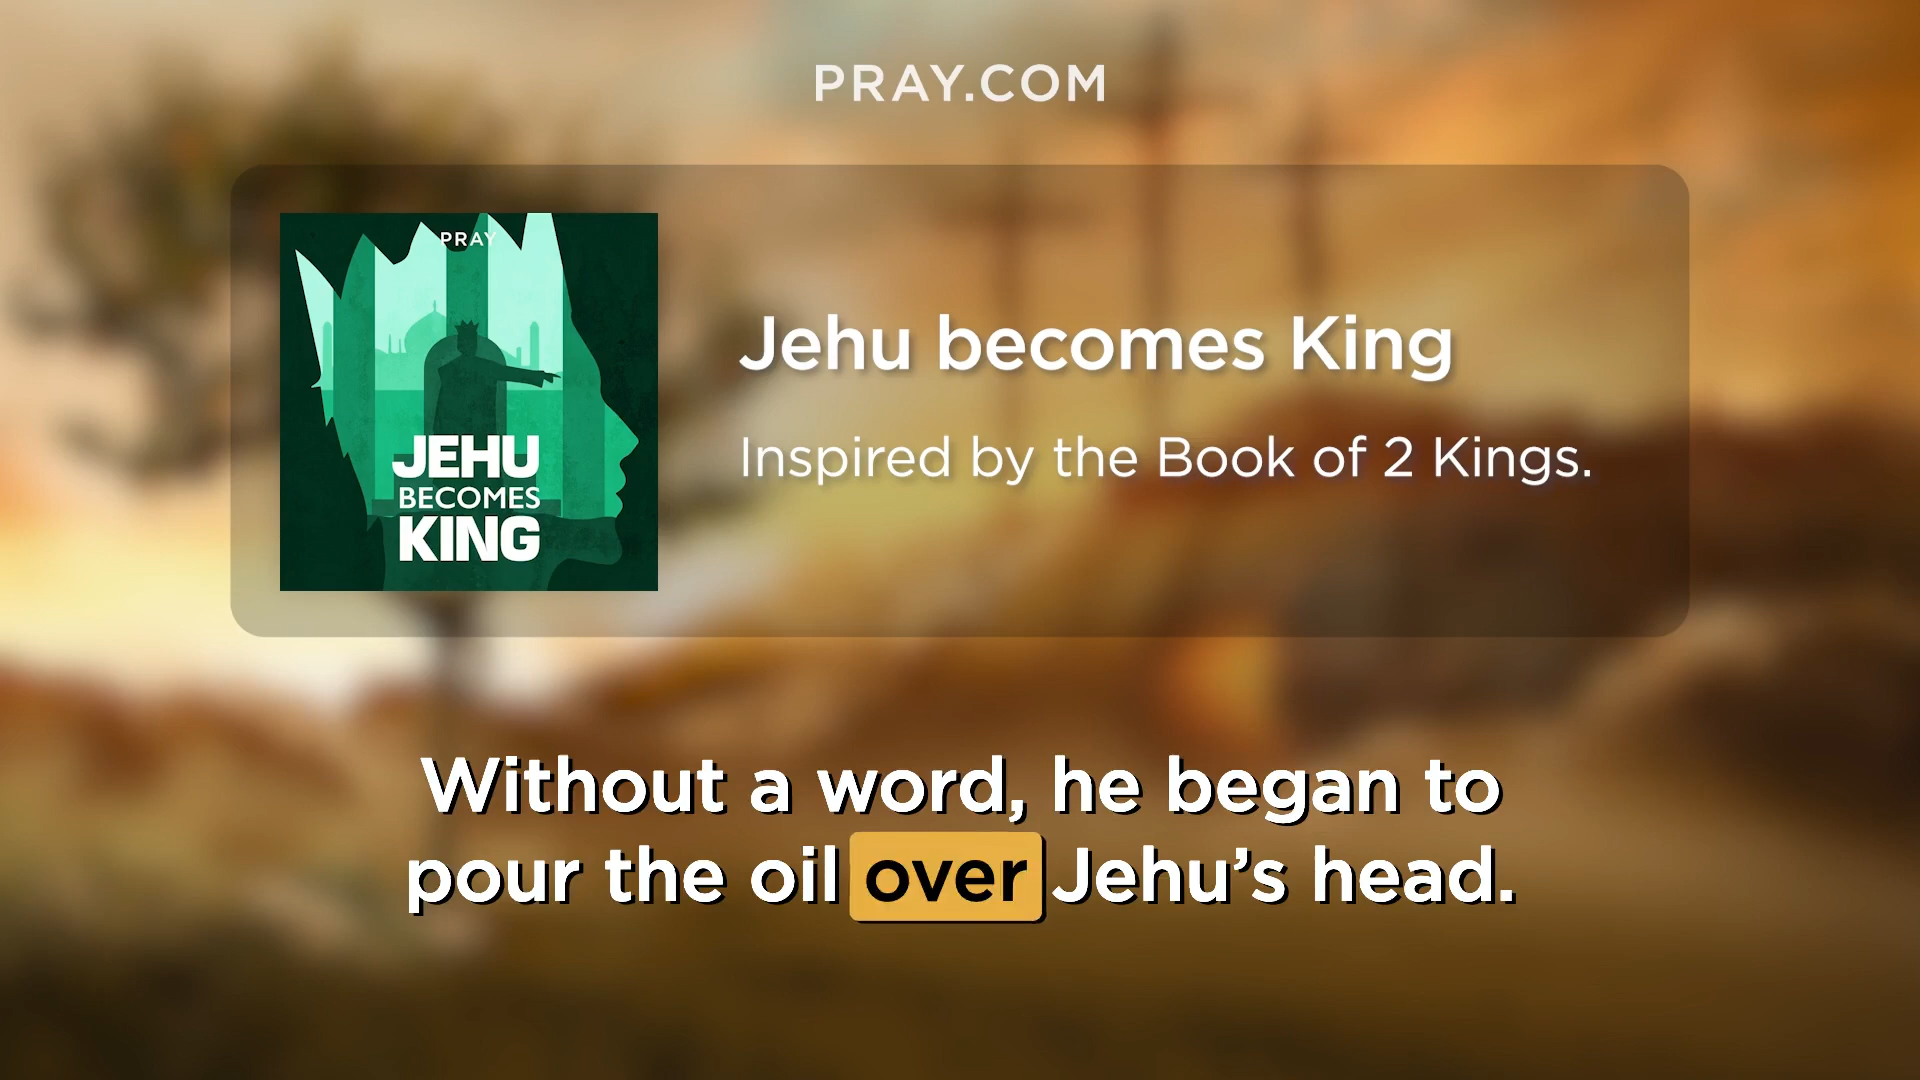 PRAY.COM
PRAY
JEHU
BECOMES
KING
Jehu becomes King
Inspired by the Book of 2 Kings.
Without a word, he began to
pour the oil over Jehu’s head.